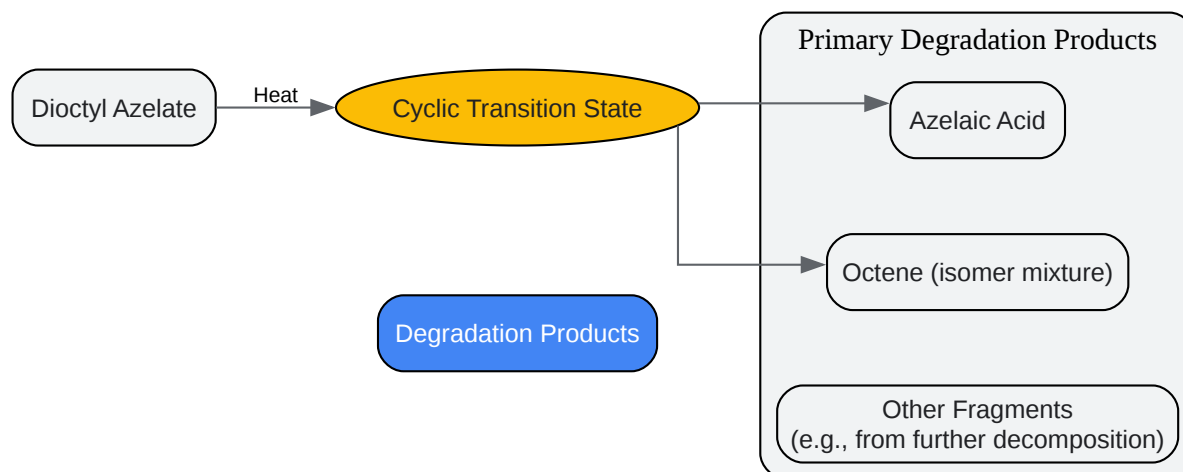 Primary Degradation Products
Dioctyl Azelate
Heat
Cyclic Transition State
Azelaic Acid
Octene (isomer mixture)
Degradation Products
Other Fragments
(e.g., from further decomposition)